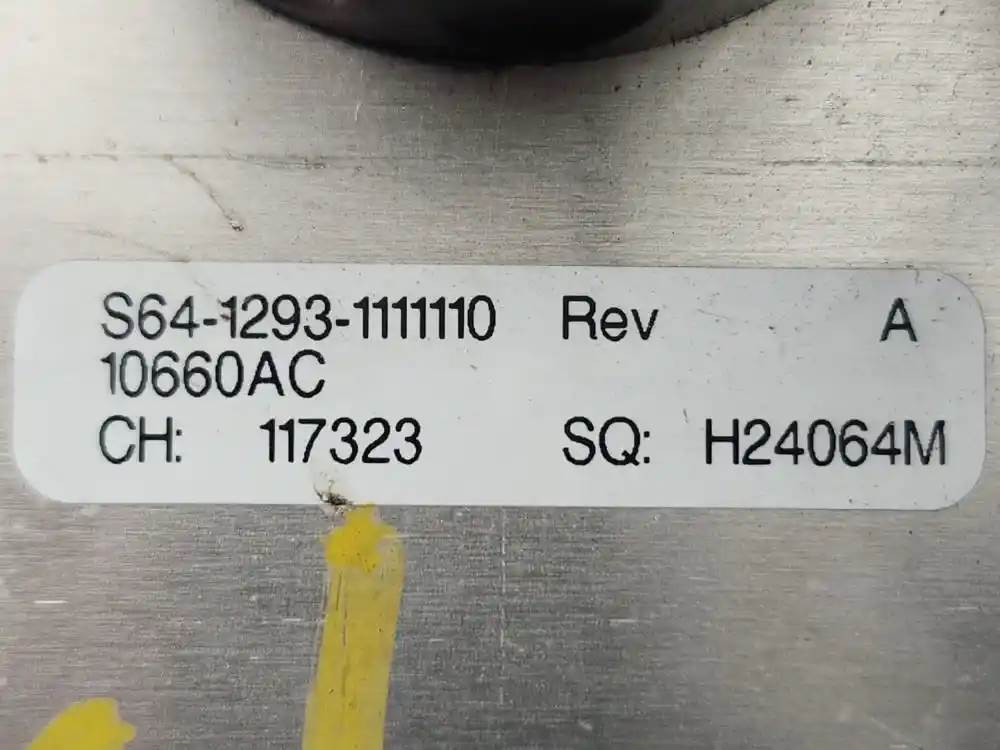 S64-1293-1111110 Rev A
10660AC
CH: 117323 SQ: H24064M